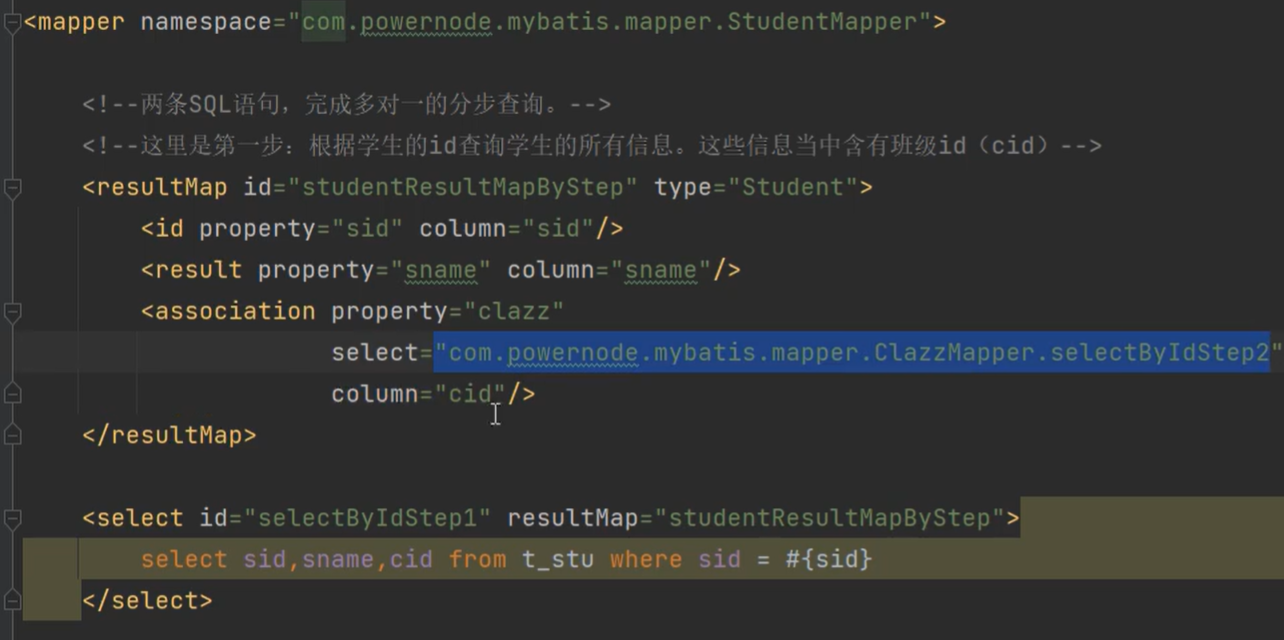 <mapper namespace="com.powernode.mybatis.mapper.StudentMapper">
<!--两条SQL语句，完成多对一的分步查询。-->
<!--这里是第一步：根据学生的id查询学生的所有信息。这些信息当中含有班级id（cid）-->
<resultMap id="studentResultMapByStep" type="Student">
<id property="sid" column="sid"/>
<result property="sname" column="sname"/>
<association property="clazz"
select="com.powernode.mybatis.mapper.ClazzMapper.selectByIdStep2"
column="cid"/>
</resultMap>
<select id="selectByIdStep1" resultMap="studentResultMapByStep">
select sid,sname,cid from t_stu where sid = #{sid}
</select>